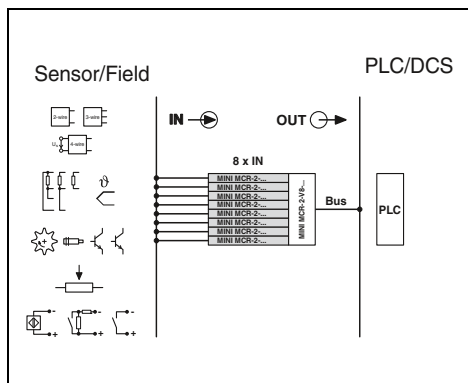 Sensor/Field
PLC/DCS
2-wire
3-wire
4-wire
IN
OUT
8 x IN
MINI MCR-2-...
MINI MCR-2-...
MINI MCR-2-...
MINI MCR-2-...
MINI MCR-2-...
MINI MCR-2-...
MINI MCR-2-...
MINI MCR-2-...
MINI MCR-2-V8-...
Bus
PLC
ϑ
-
+
-
+
-
+